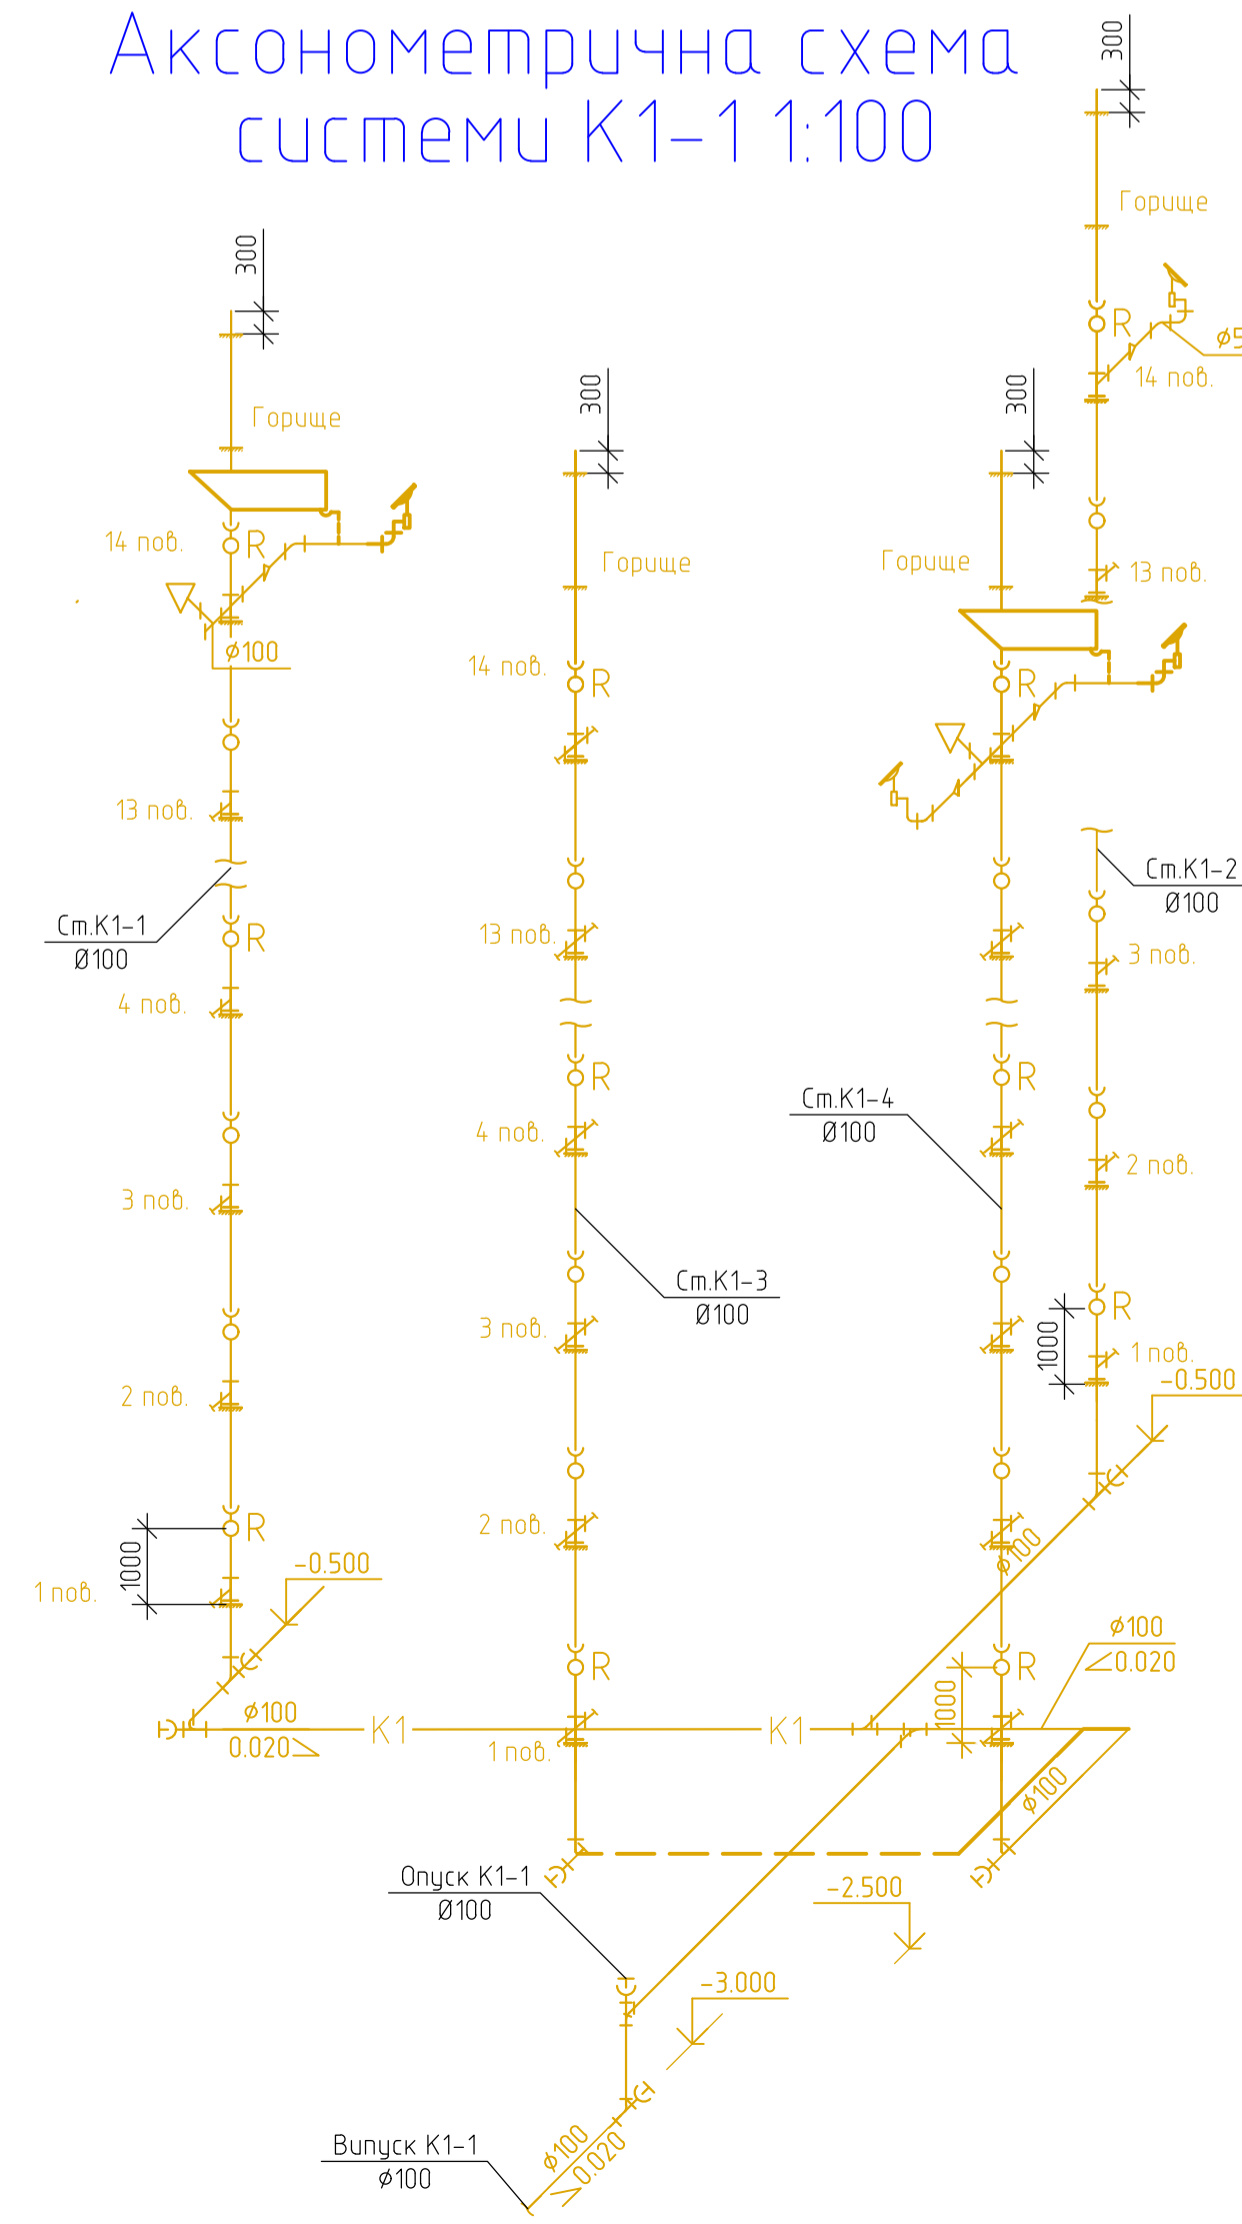 Аксонометрична схема
системи К1-1 1:100
300
Горище
R
ø5
14 пов.
13 пов.
300
Горище
14 пов.
R
ø100
13 пов.
Ст.К1-1
Ø100
R
4 пов.
3 пов.
2 пов.
R
1000
1 пов.
-0.500
ø100
0.020
К1
К1
300
Горище
14 пов.
R
13 пов.
R
4 пов.
Ст.К1-3
Ø100
3 пов.
2 пов.
R
1 пов.
300
Горище
R
R
Ст.К1-4
Ø100
Ст.К1-2
Ø100
3 пов.
2 пов.
R
1000
1 пов.
-0.500
ø100
R
1000
ø100
0.020
ø100
-2.500
Опуск К1-1
Ø100
-3.000
ø100
0.020
Випуск К1-1
ø100